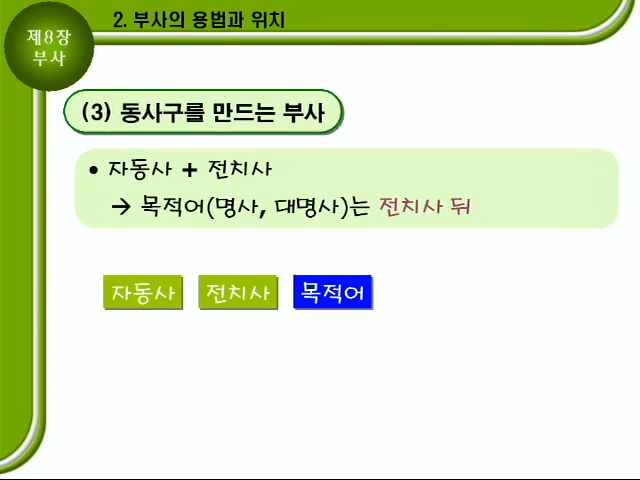 2. 부사의 용법과 위치
제8장
부사
(3) 동사구를 만드는 부사
• 자동사 + 전치사
→ 목적어(명사, 대명사)는 전치사 뒤
자동사 전치사 목적어